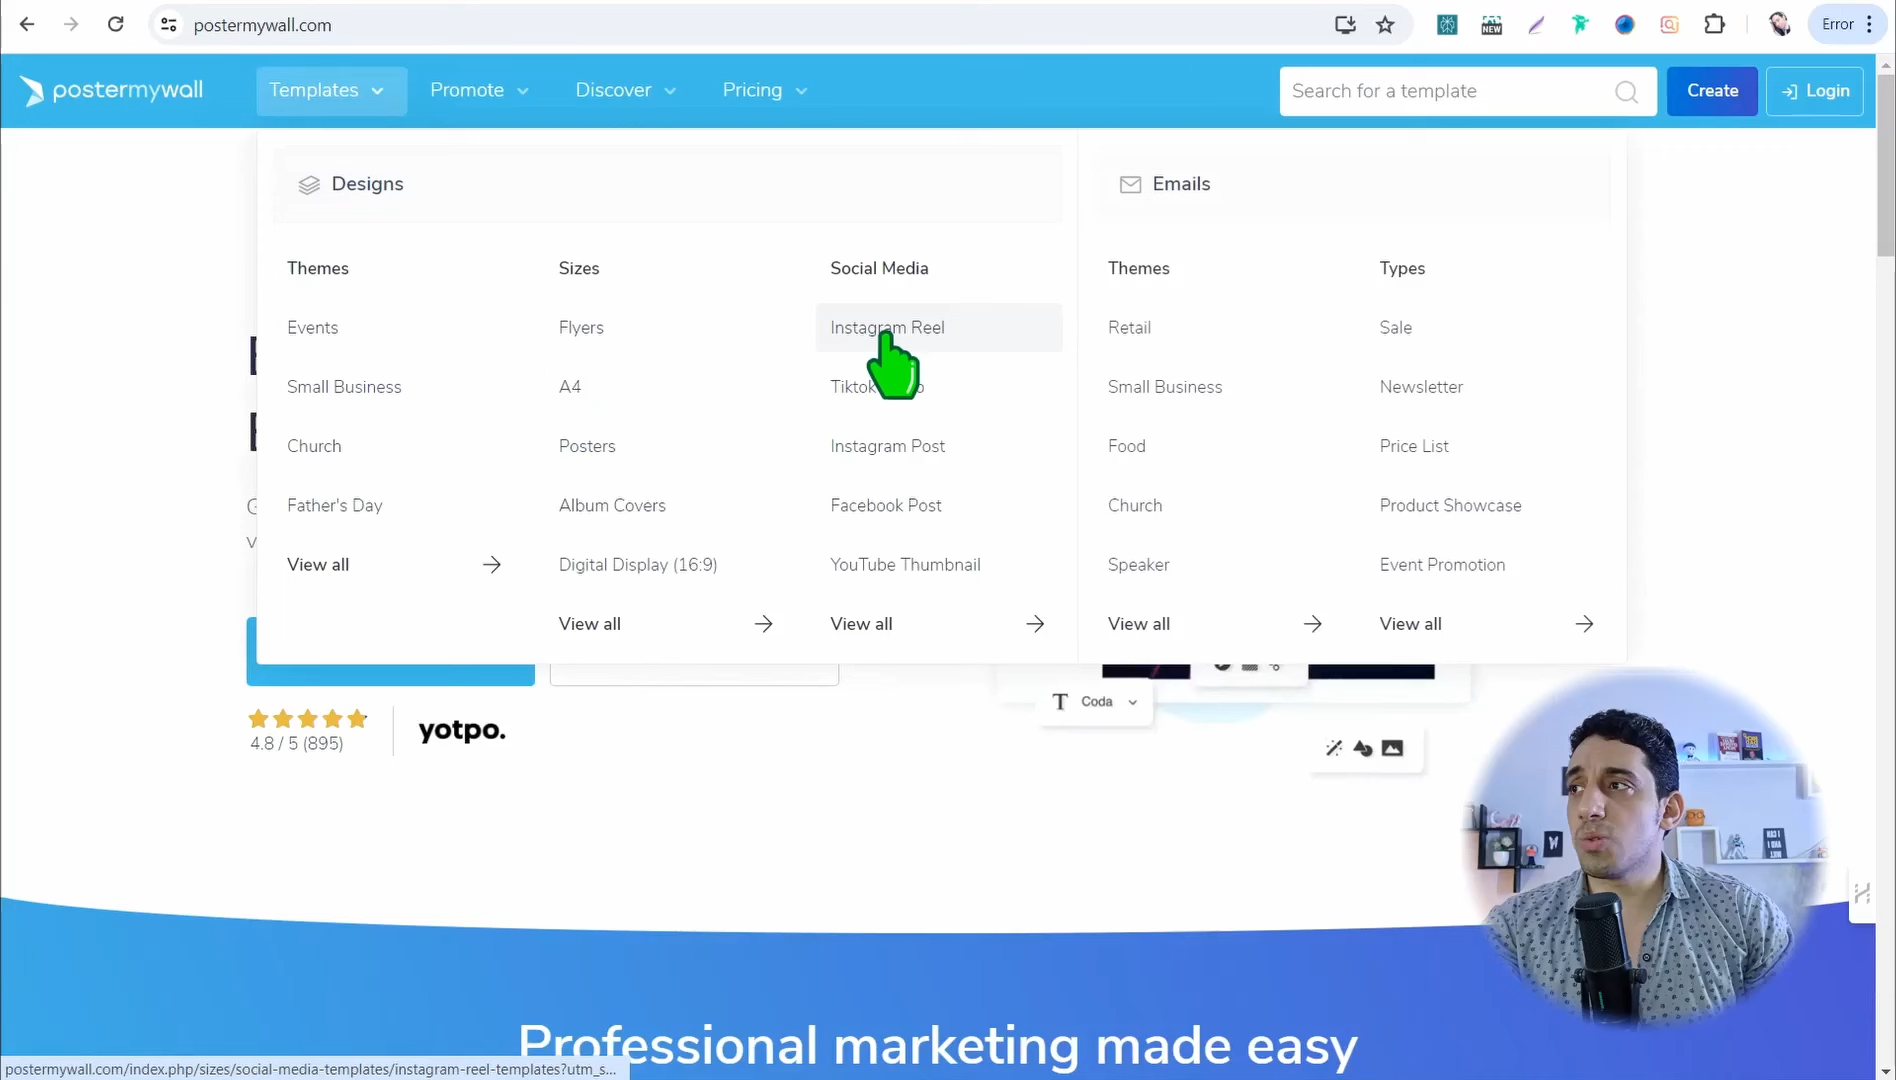 postermywall.com
NEW
Error
postermywall
Templates
Promote
Discover
Pricing
Search for a template
Create
Login
Designs
Emails
Themes
Sizes
Social Media
Themes
Types
Events
Flyers
Instagram Reel
Retail
Sale
Small Business
A4
Tiktok
Small Business
Newsletter
Church
Posters
Instagram Post
Food
Price List
Father's Day
Album Covers
Facebook Post
Church
Product Showcase
View all
Digital Display (16:9)
YouTube Thumbnail
Speaker
Event Promotion
View all
View all
View all
View all
T Coda
4.8 / 5 (895)
yotpo.
Professional marketing made easy
postermywall.com/index.php/sizes/social-media-templates/instagram-reel-templates?utm_s...